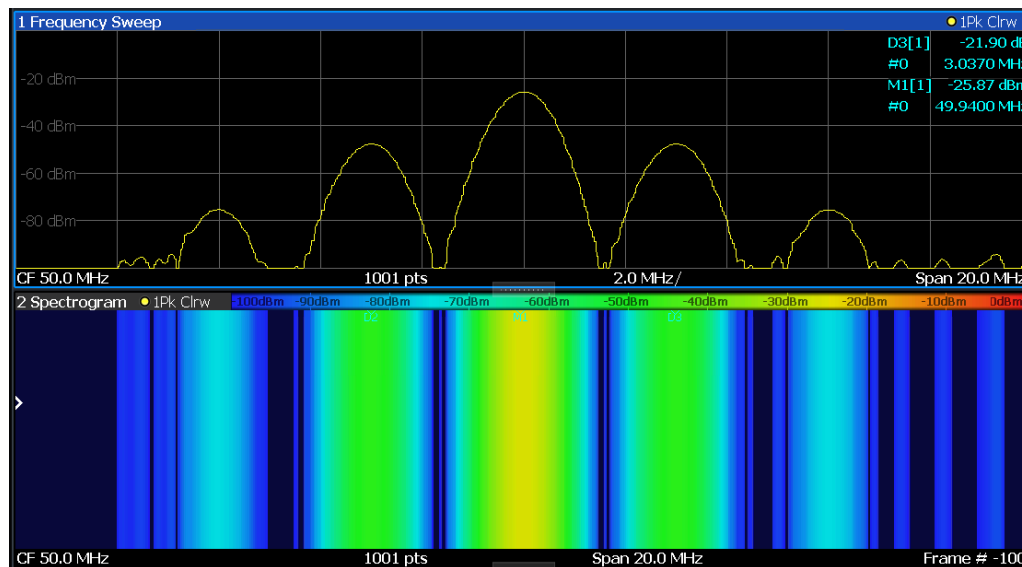 1 Frequency Sweep 1Pk Clrw
D3[1] -21.90 dB
#0 3.0370 MHz
M1[1] -25.87 dBm
#0 49.9400 MHz
-20 dBm
-40 dBm
-60 dBm
-80 dBm
CF 50.0 MHz 1001 pts 2.0 MHz/ Span 20.0 MHz
2 Spectrogram 1Pk Clrw -100dBm -90dBm -80dBm -70dBm -60dBm -50dBm -40dBm -30dBm -20dBm -10dBm 0dBm
D2 M1 D3
CF 50.0 MHz 1001 pts Span 20.0 MHz Frame # -100